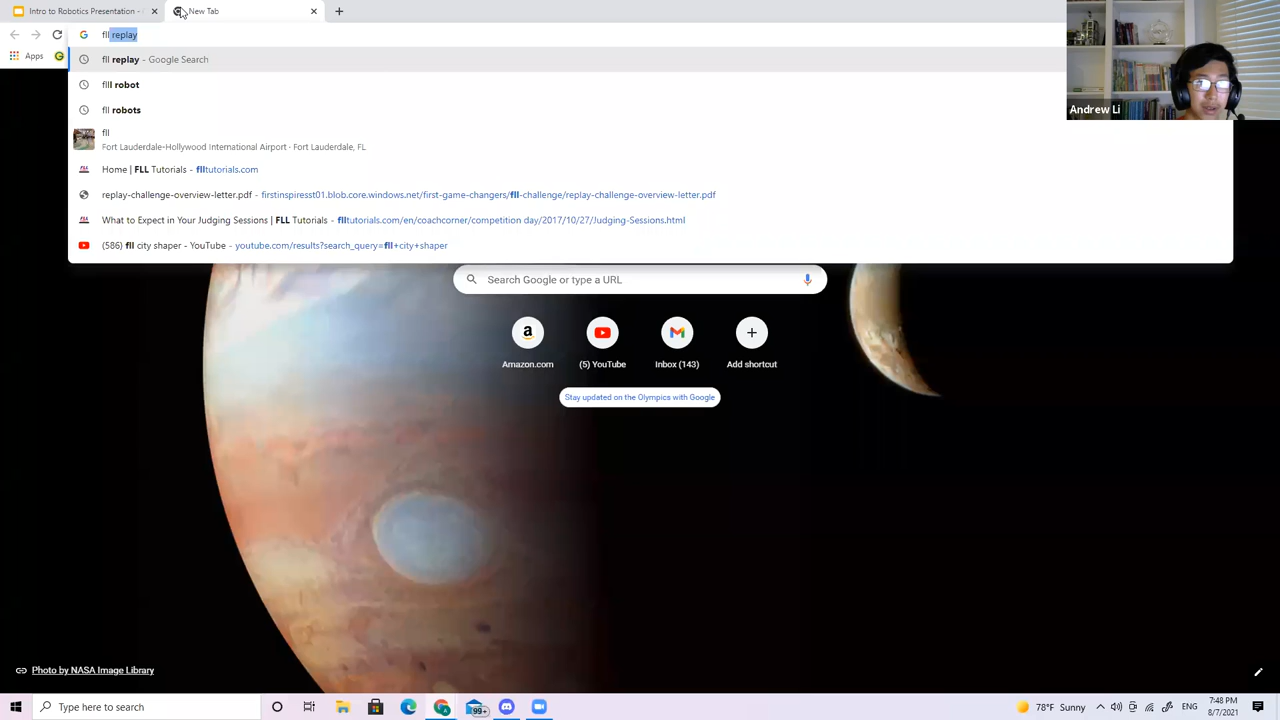 Intro to Robotics Presentation -
New Tab
fll replay
Apps
fll replay - Google Search
flll robot
fll robots
fll
Fort Lauderdale-Hollywood International Airport · Fort Lauderdale, FL
Home | FLL Tutorials - flltutorials.com
replay-challenge-overview-letter.pdf - firstinspiresst01.blob.core.windows.net/first-game-changers/fll-challenge/replay-challenge-overview-letter.pdf
What to Expect in Your Judging Sessions | FLL Tutorials - flltutorials.com/en/coachcorner/competition day/2017/10/27/Judging-Sessions.html
(586) fll city shaper - YouTube - youtube.com/results?search_query=fll+city+shaper
Andrew Li
Search Google or type a URL
Amazon.com
(5) YouTube
Inbox (143)
Add shortcut
Stay updated on the Olympics with Google
Photo by NASA Image Library
Type here to search
99+
78°F Sunny
ENG
7:48 PM
8/7/2021